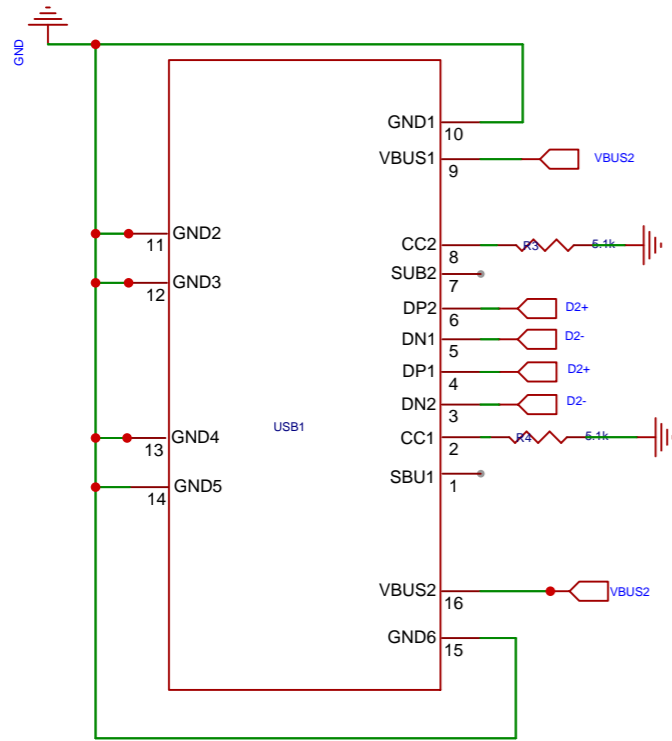 GND
GND1
10
VBUS1
9
VBUS2
GND2
11
CC2
8
R3
5.1k
SUB2
7
GND3
12
DP2
6
D2+
DN1
5
D2-
DP1
4
D2+
DN2
3
D2-
USB1
GND4
13
CC1
2
R4
5.1k
SBU1
1
GND5
14
VBUS2
16
VBUS2
GND6
15